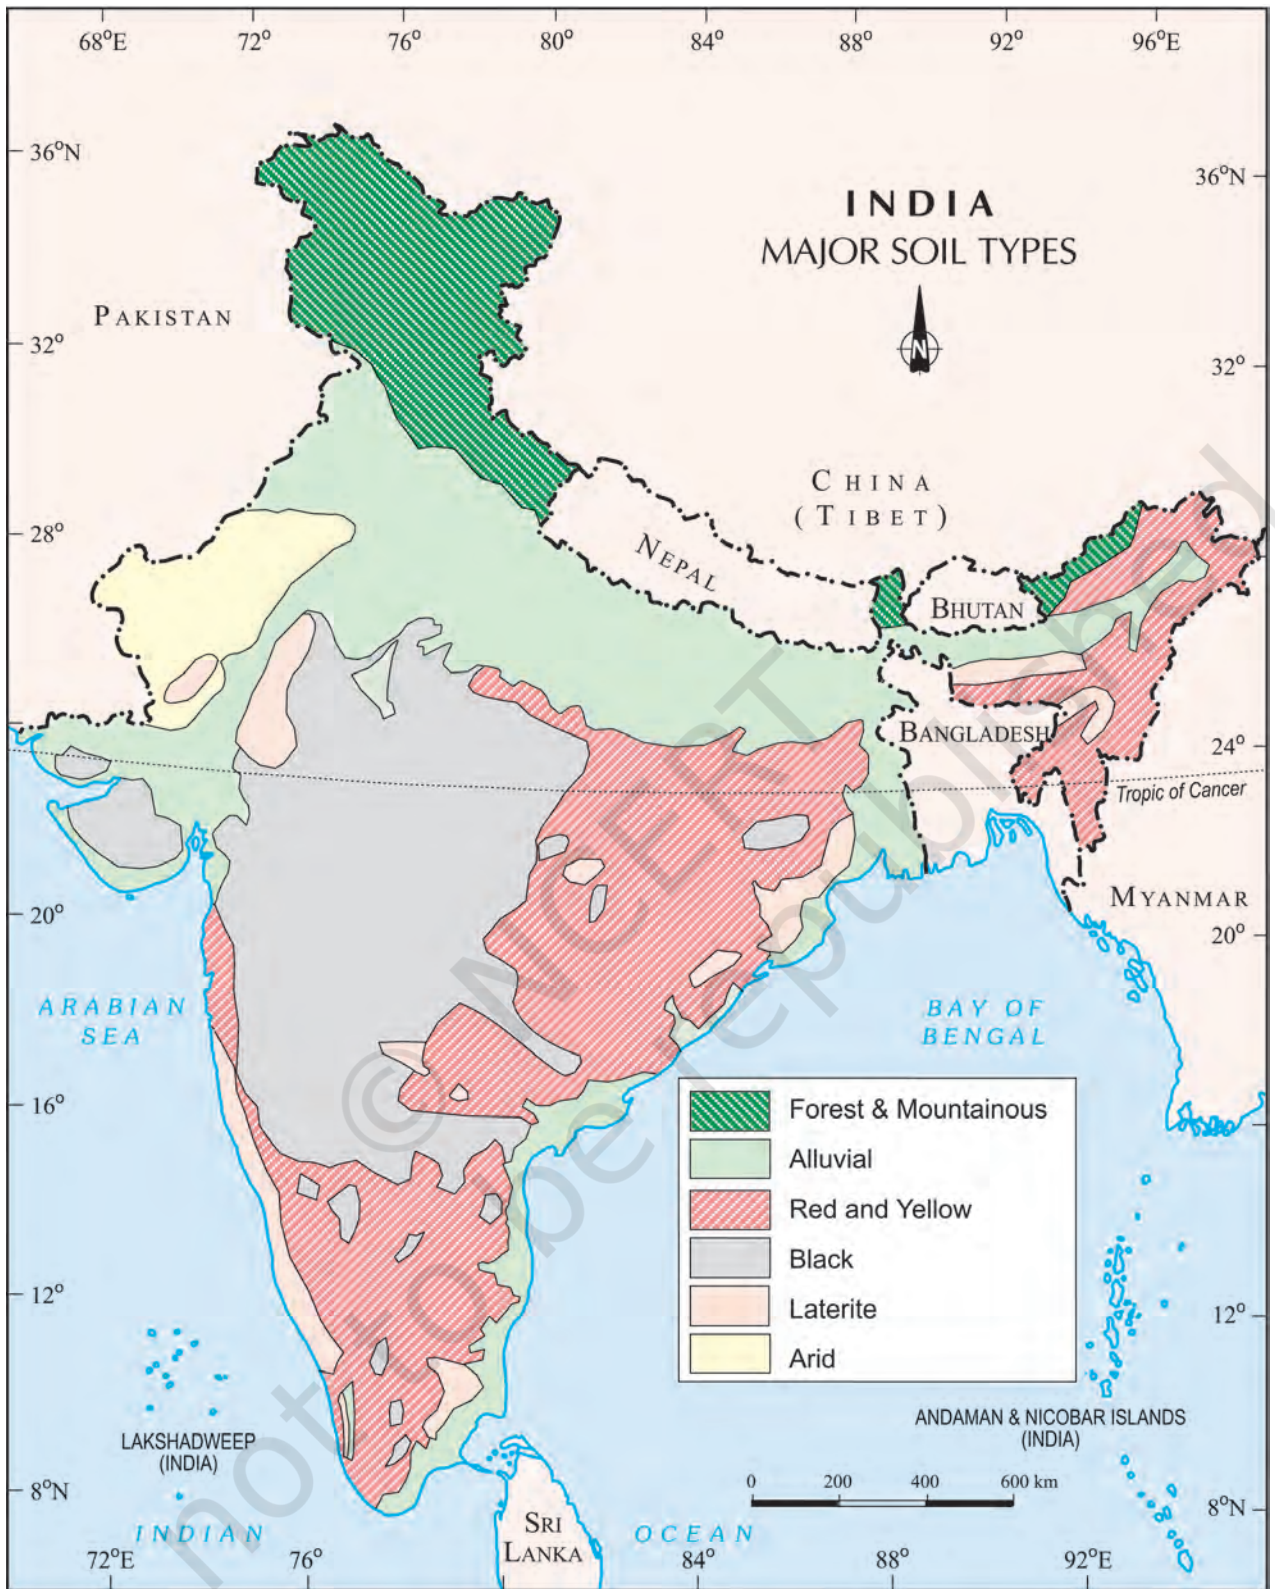 68°E 72° 76° 80° 84° 88° 92° 96°E
36°N
36°N
INDIA
MAJOR SOIL TYPES
N
PAKISTAN
32°
32°
CHINA
(TIBET)
28°
28°
NEPAL
BHUTAN
BANGLADESH
24°
Tropic of Cancer
MYANMAR
20°
20°
ARABIAN
SEA
BAY OF
BENGAL
16°
Forest & Mountainous
Alluvial
Red and Yellow
Black
Laterite
Arid
12°
12°
LAKSHADWEEP
(INDIA)
ANDAMAN & NICOBAR ISLANDS
(INDIA)
0 200 400 600 km
8°N
8°N
SRI
LANKA
INDIAN OCEAN
72°E 76° 84° 88° 92°E
© NCERT
not to be republished